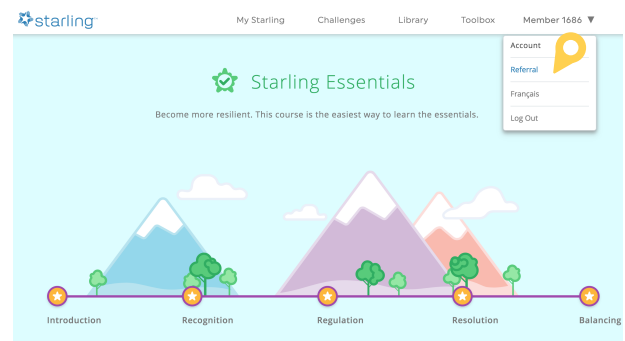 starling
My Starling Challenges Library Toolbox Member 1686 ▼
Account
Referral
Français
Log Out
Starling Essentials
Become more resilient. This course is the easiest way to learn the essentials.
Introduction Recognition Regulation Resolution Balancing